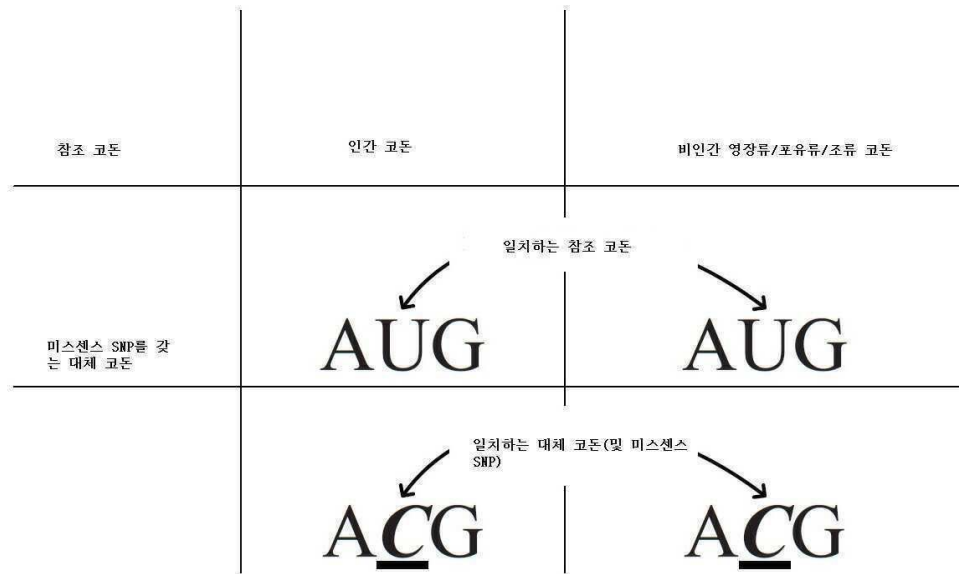 참조 코돈
인간 코돈
비인간 영장류/포유류/조류 코돈
일치하는 참조 코돈
AUG
AUG
미스센스 SNP를 갖
는 대체 코돈
일치하는 대체 코돈(및 미스센스
SNP)
ACG
ACG